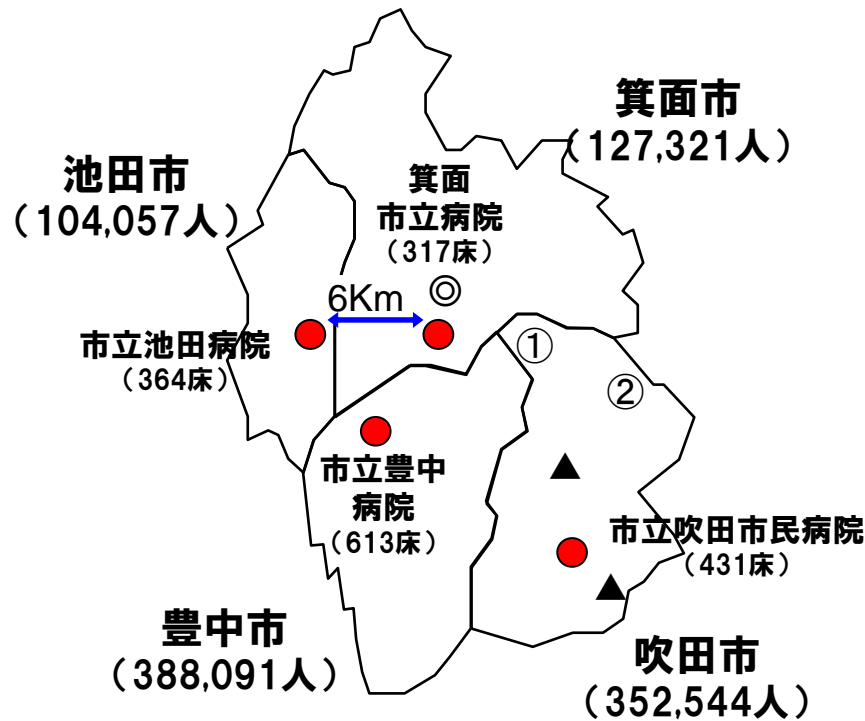 箕面市
（127,321人）
池田市
（104,057人）
箕面
市立病院
（317床）
◎
6Km
市立池田病院
（364床）
①
②
市立豊中
病院
（613床）
市立吹田市民病院
（431床）
豊中市
（388,091人）
吹田市
（352,544人）